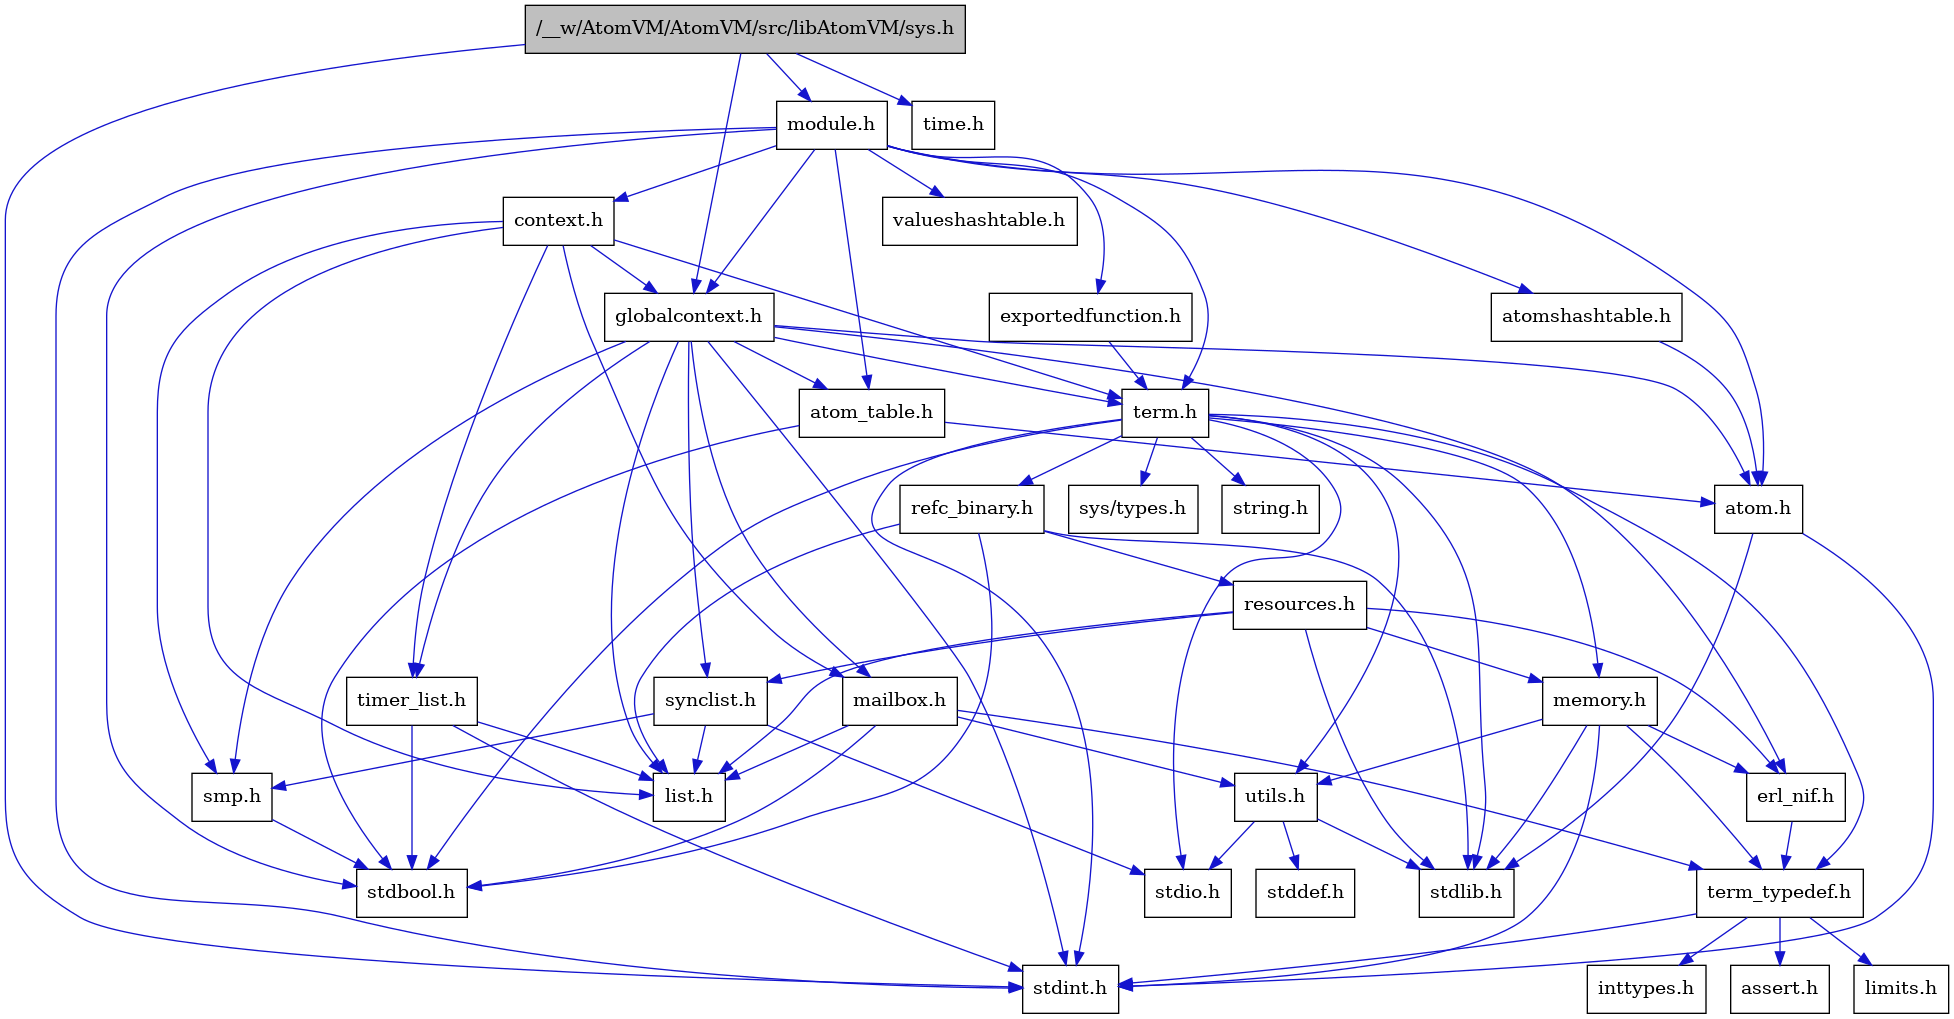 /__w/AtomVM/AtomVM/src/libAtomVM/sys.h
module.h
time.h
context.h
valueshashtable.h
globalcontext.h
exportedfunction.h
atomshashtable.h
atom_table.h
term.h
refc_binary.h
sys/types.h
string.h
atom.h
resources.h
timer_list.h
synclist.h
mailbox.h
memory.h
smp.h
list.h
utils.h
erl_nif.h
stdbool.h
stdio.h
stddef.h
stdlib.h
term_typedef.h
stdint.h
inttypes.h
assert.h
limits.h